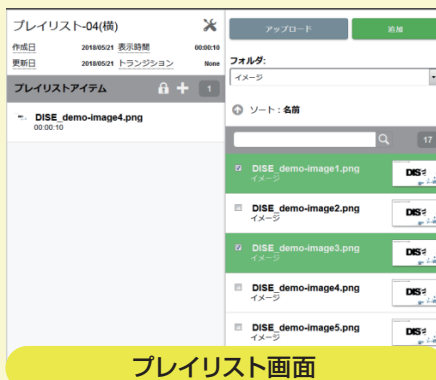 プレイリスト-04(横)
作成日 2018/05/21 表示時間 00:00:10
更新日 2018/05/21 トランジション None
プレイリストアイテム 1
DISE_demo-image4.png
00:00:10
アップロード 追加
フォルダ:
イメージ
ソート : 名前
17
DISE_demo-image1.png
イメージ
DISE_demo-image2.png
イメージ
DISE_demo-image3.png
イメージ
DISE_demo-image4.png
イメージ
DISE_demo-image5.png
イメージ
プレイリスト画面